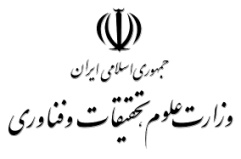 جمهوری اسلامی ایران
وزارت علوم تحقیقات و فناوری